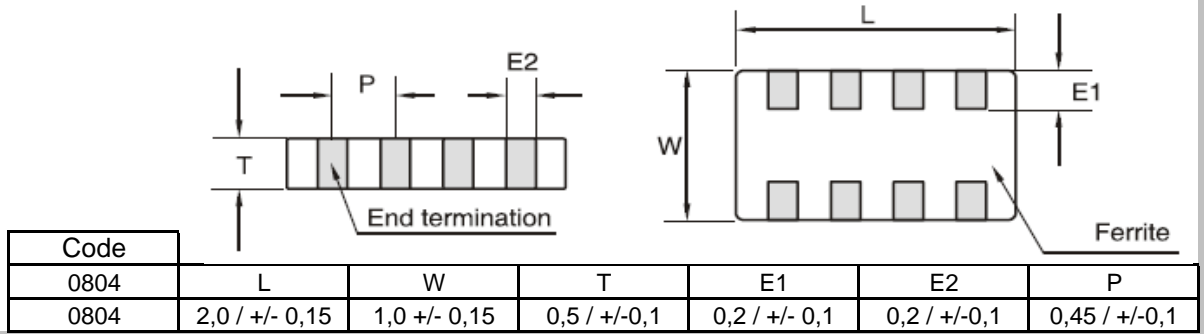 L
E2
P
E1
W
T
End termination
Ferrite
Code
0804 L W T E1 E2 P
0804 2,0 / +/- 0,15 1,0 +/- 0,15 0,5 / +/-0,1 0,2 / +/- 0,1 0,2 / +/-0,1 0,45 / +/-0,1